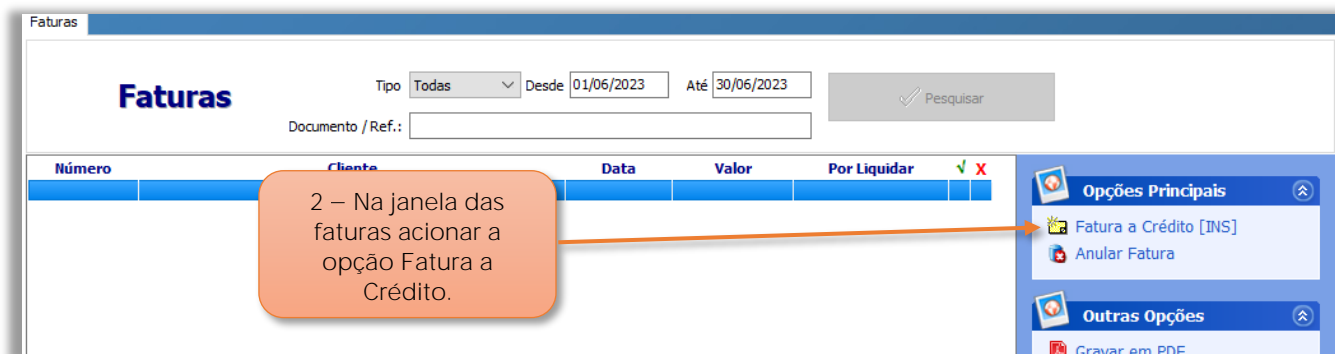 Faturas
Faturas
Tipo Todas Desde 01/06/2023 Até 30/06/2023
Pesquisar
Documento / Ref.:
Número Cliente Data Valor Por Liquidar √ X
2 – Na janela das
faturas acionar a
opção Fatura a
Crédito.
Opções Principais
Fatura a Crédito [INS]
Anular Fatura
Outras Opções
Gravar em PDF